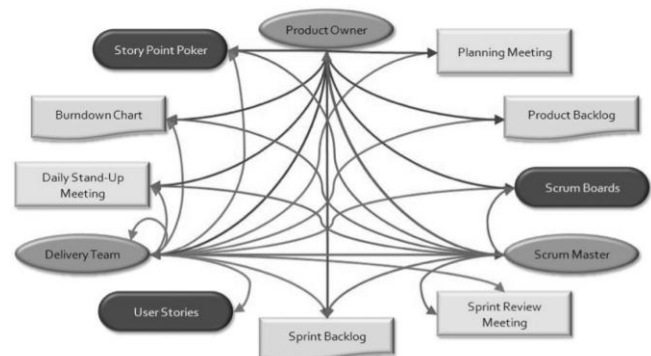 Product Owner
Story Point Poker
Planning Meeting
Burndown Chart
Product Backlog
Daily Stand-Up
Meeting
Scrum Boards
Delivery Team
Scrum Master
User Stories
Sprint Backlog
Sprint Review
Meeting